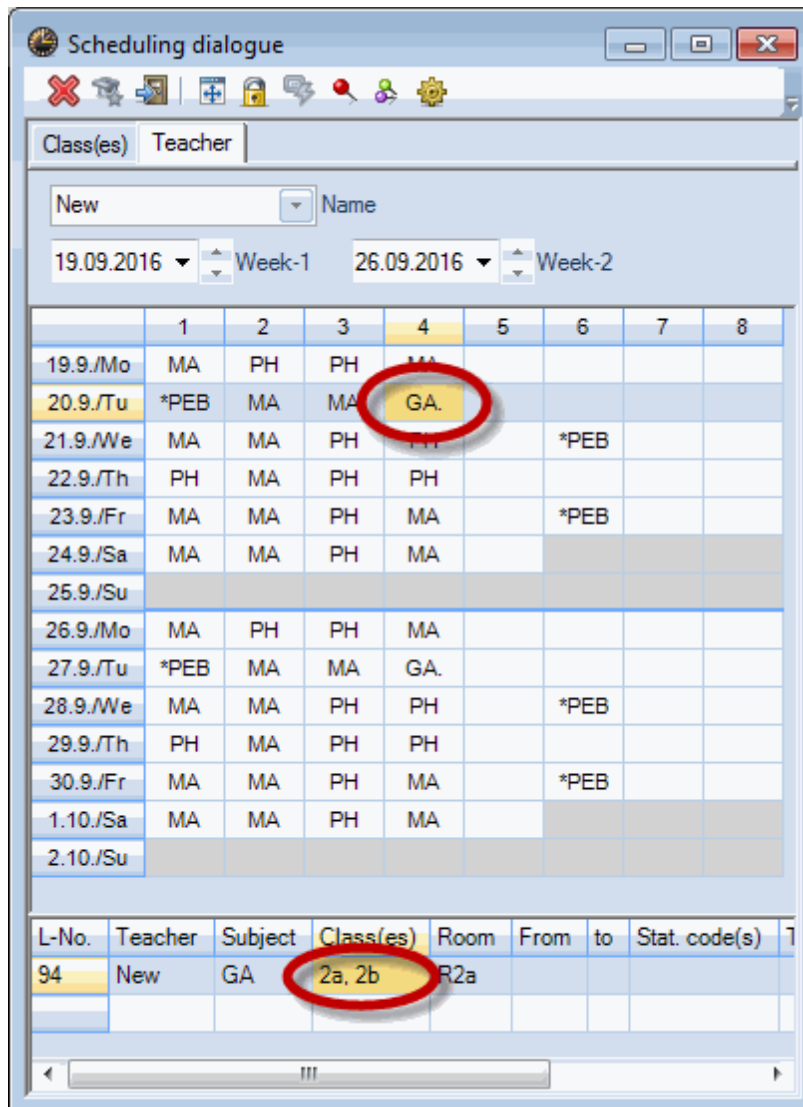 Scheduling dialogue
Class(es) Teacher
New Name
19.09.2016 Week-1 26.09.2016 Week-2
1 2 3 4 5 6 7 8
19.9./Mo MA PH PH MA
20.9./Tu *PEB MA MA GA.
21.9./We MA MA PH PH *PEB
22.9./Th PH MA PH PH
23.9./Fr MA MA PH MA *PEB
24.9./Sa MA MA PH MA
25.9./Su
26.9./Mo MA PH PH MA
27.9./Tu *PEB MA MA GA.
28.9./We MA MA PH PH *PEB
29.9./Th PH MA PH PH
30.9./Fr MA MA PH MA *PEB
1.10./Sa MA MA PH MA
2.10./Su
L-No. Teacher Subject Class(es) Room From to Stat. code(s) T
94 New GA 2a, 2b R2a